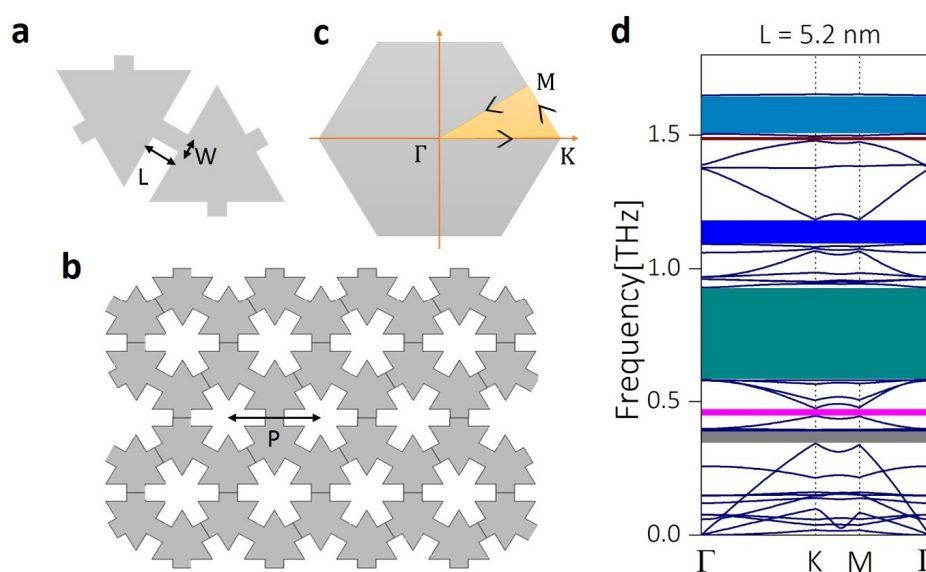 a
L
W
b
P
c
M
Γ
K
d
L = 5.2 nm
Frequency[THz]
1.5
1.0
0.5
0.0
Γ
K
M
Γ